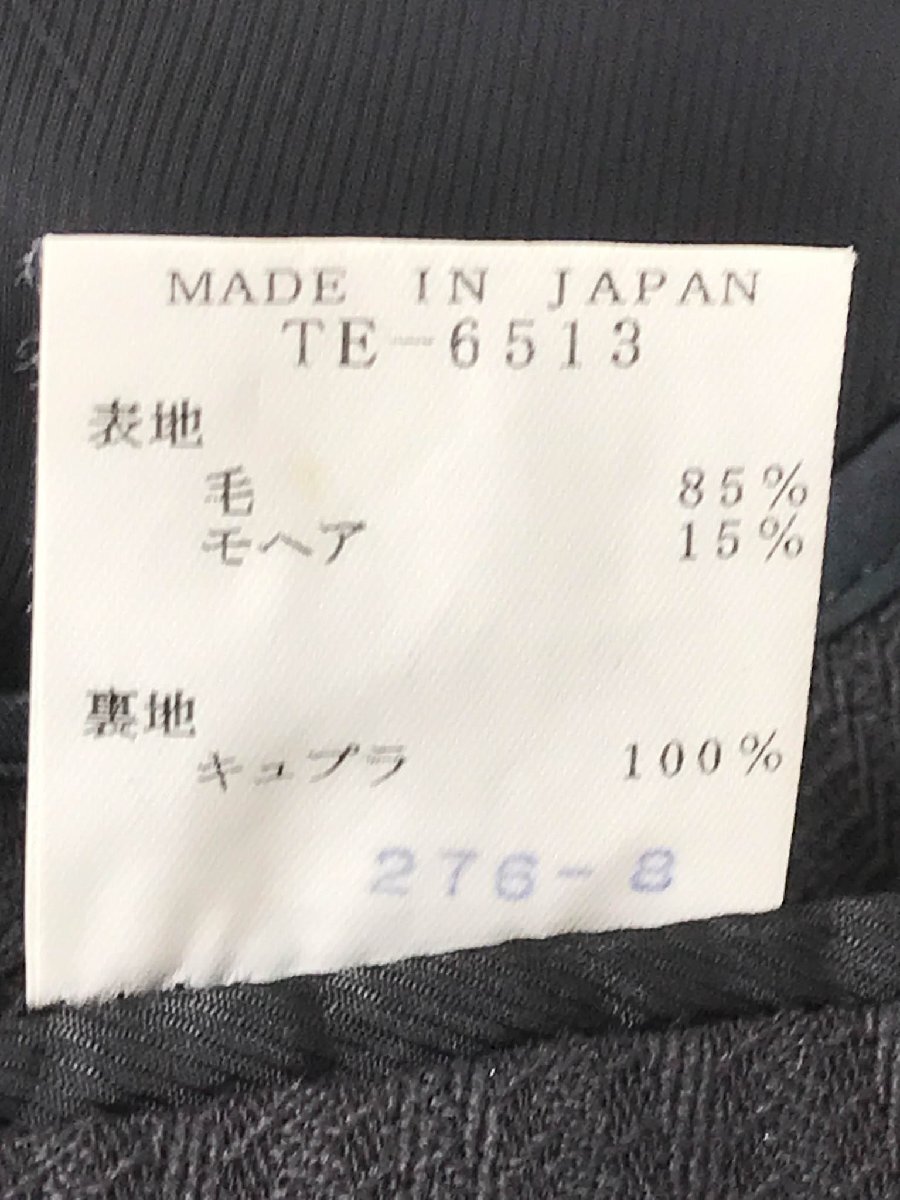 MADE IN JAPAN
TE-6513
表地
毛 85%
モヘア 15%
裏地
キュプラ 100%
276-8